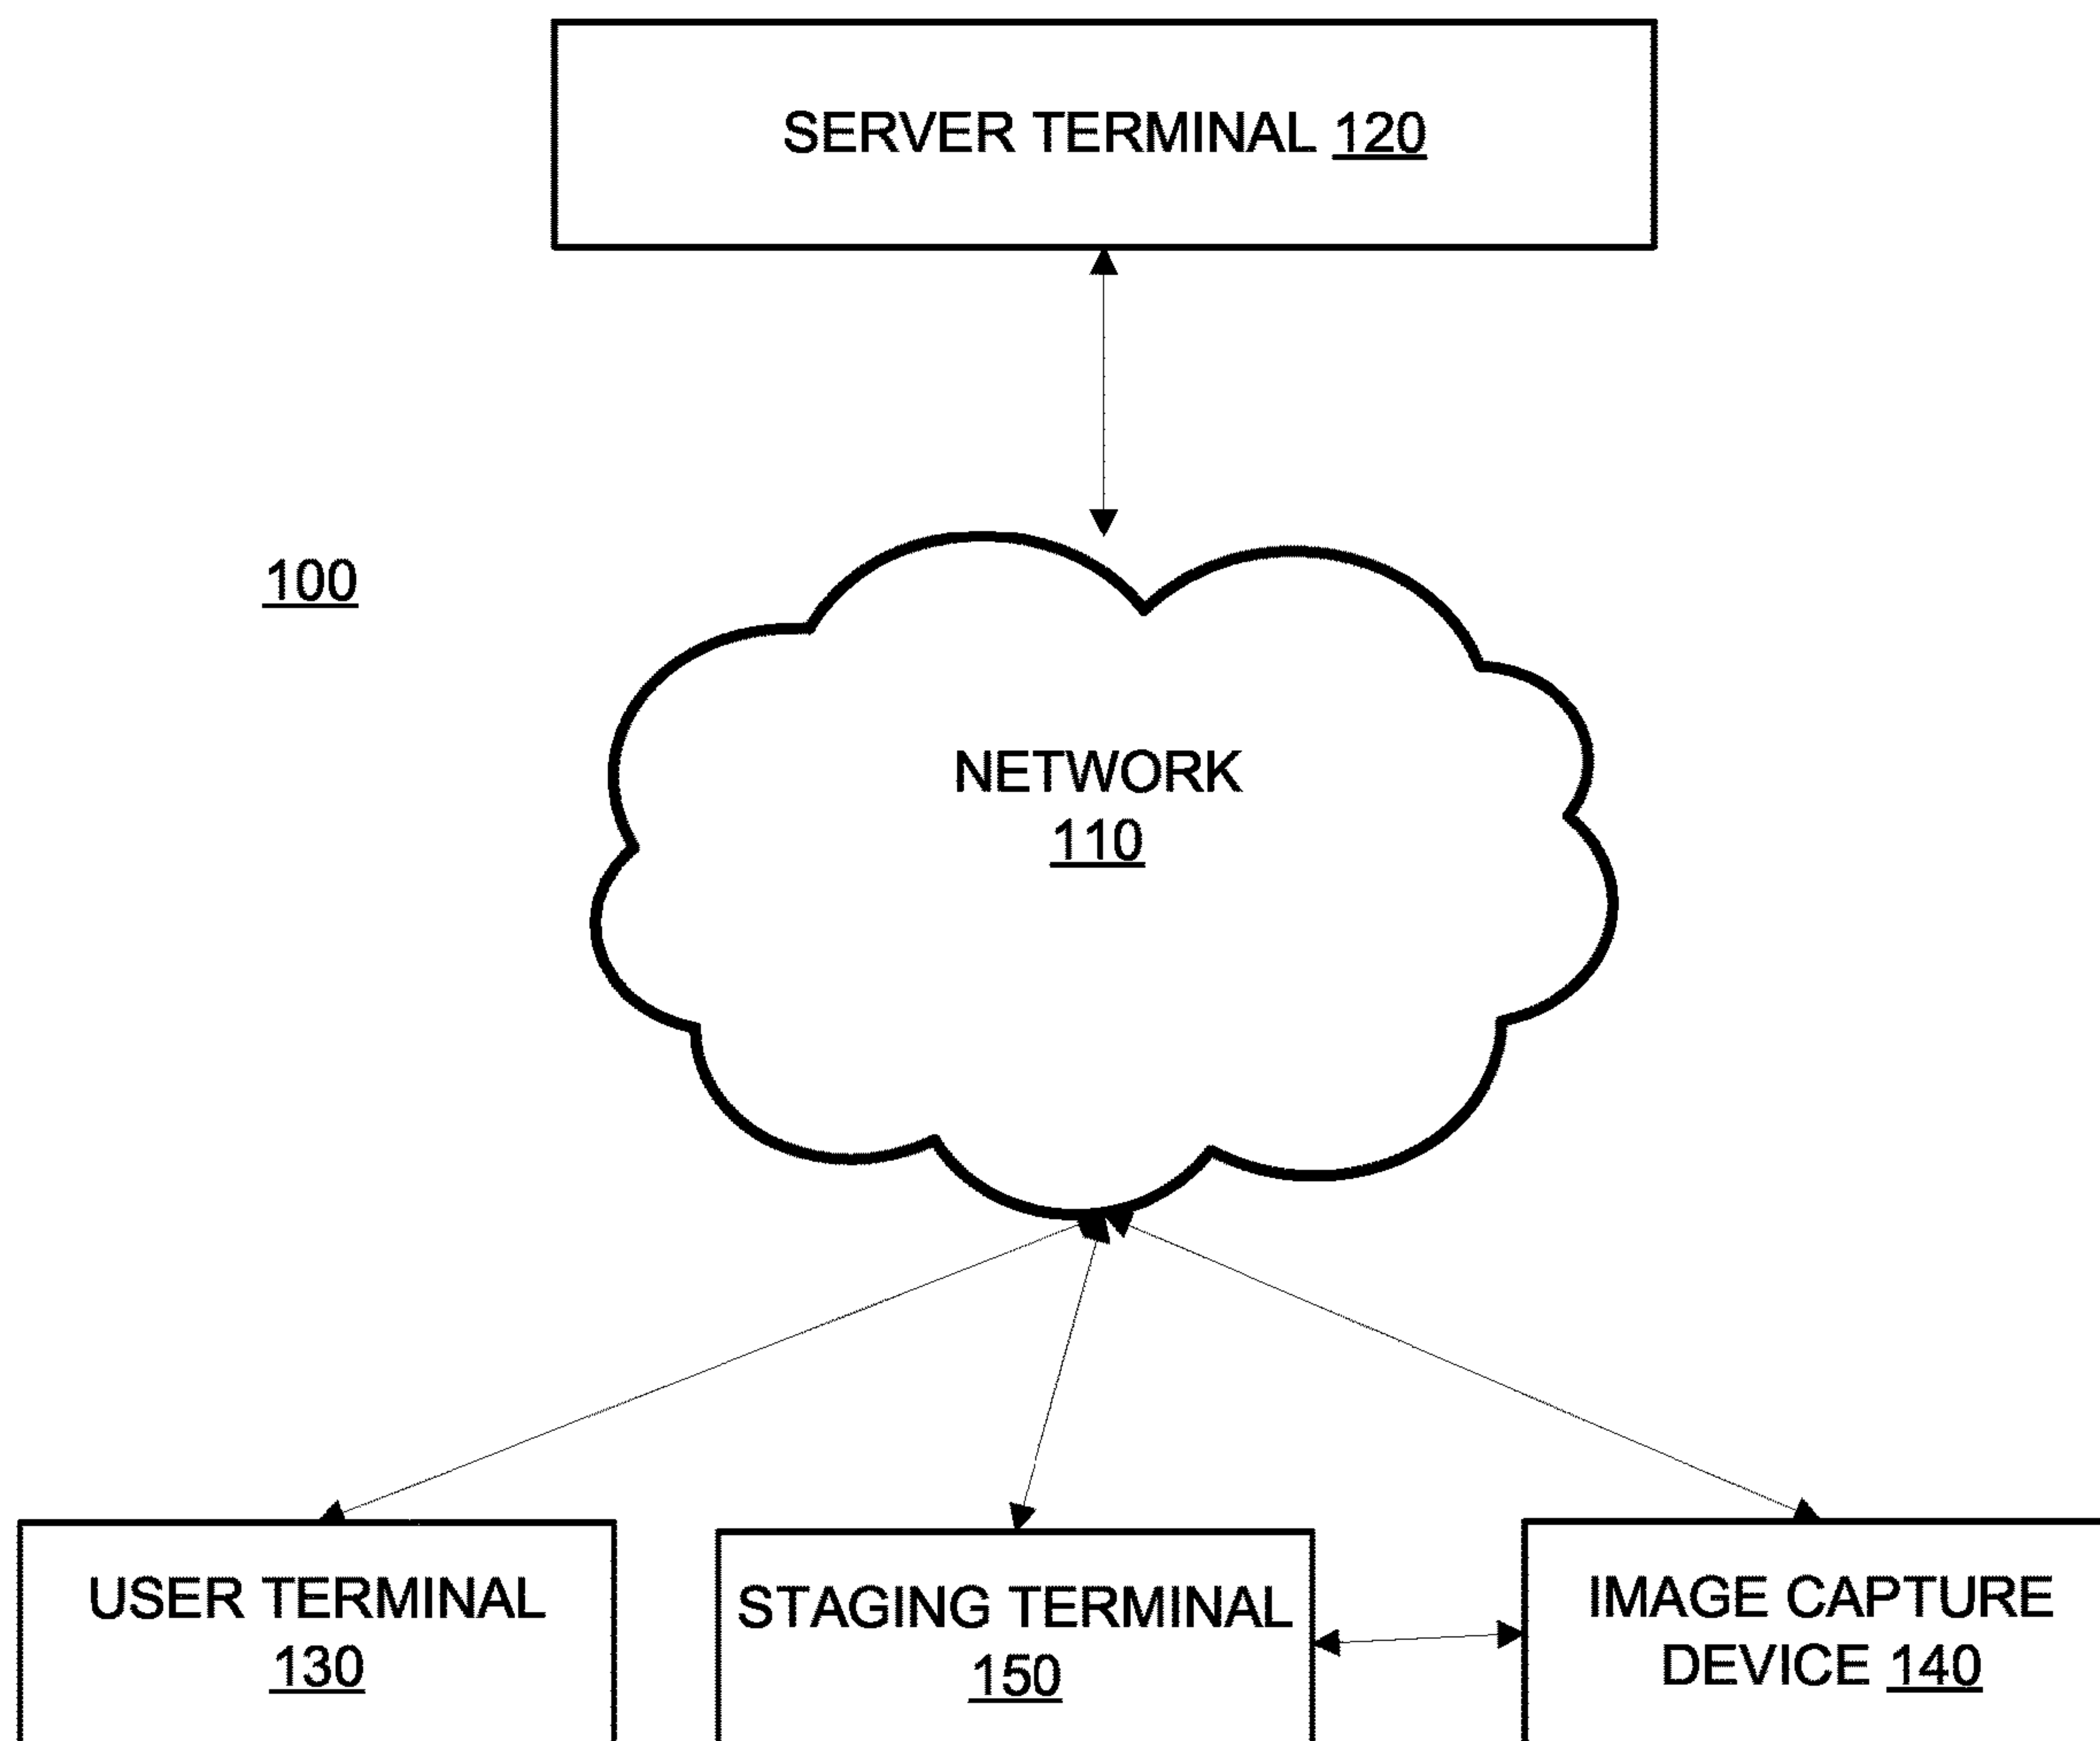 SERVER TERMINAL 120
100
NETWORK
110
USER TERMINAL
130
STAGING TERMINAL
150
IMAGE CAPTURE
DEVICE 140